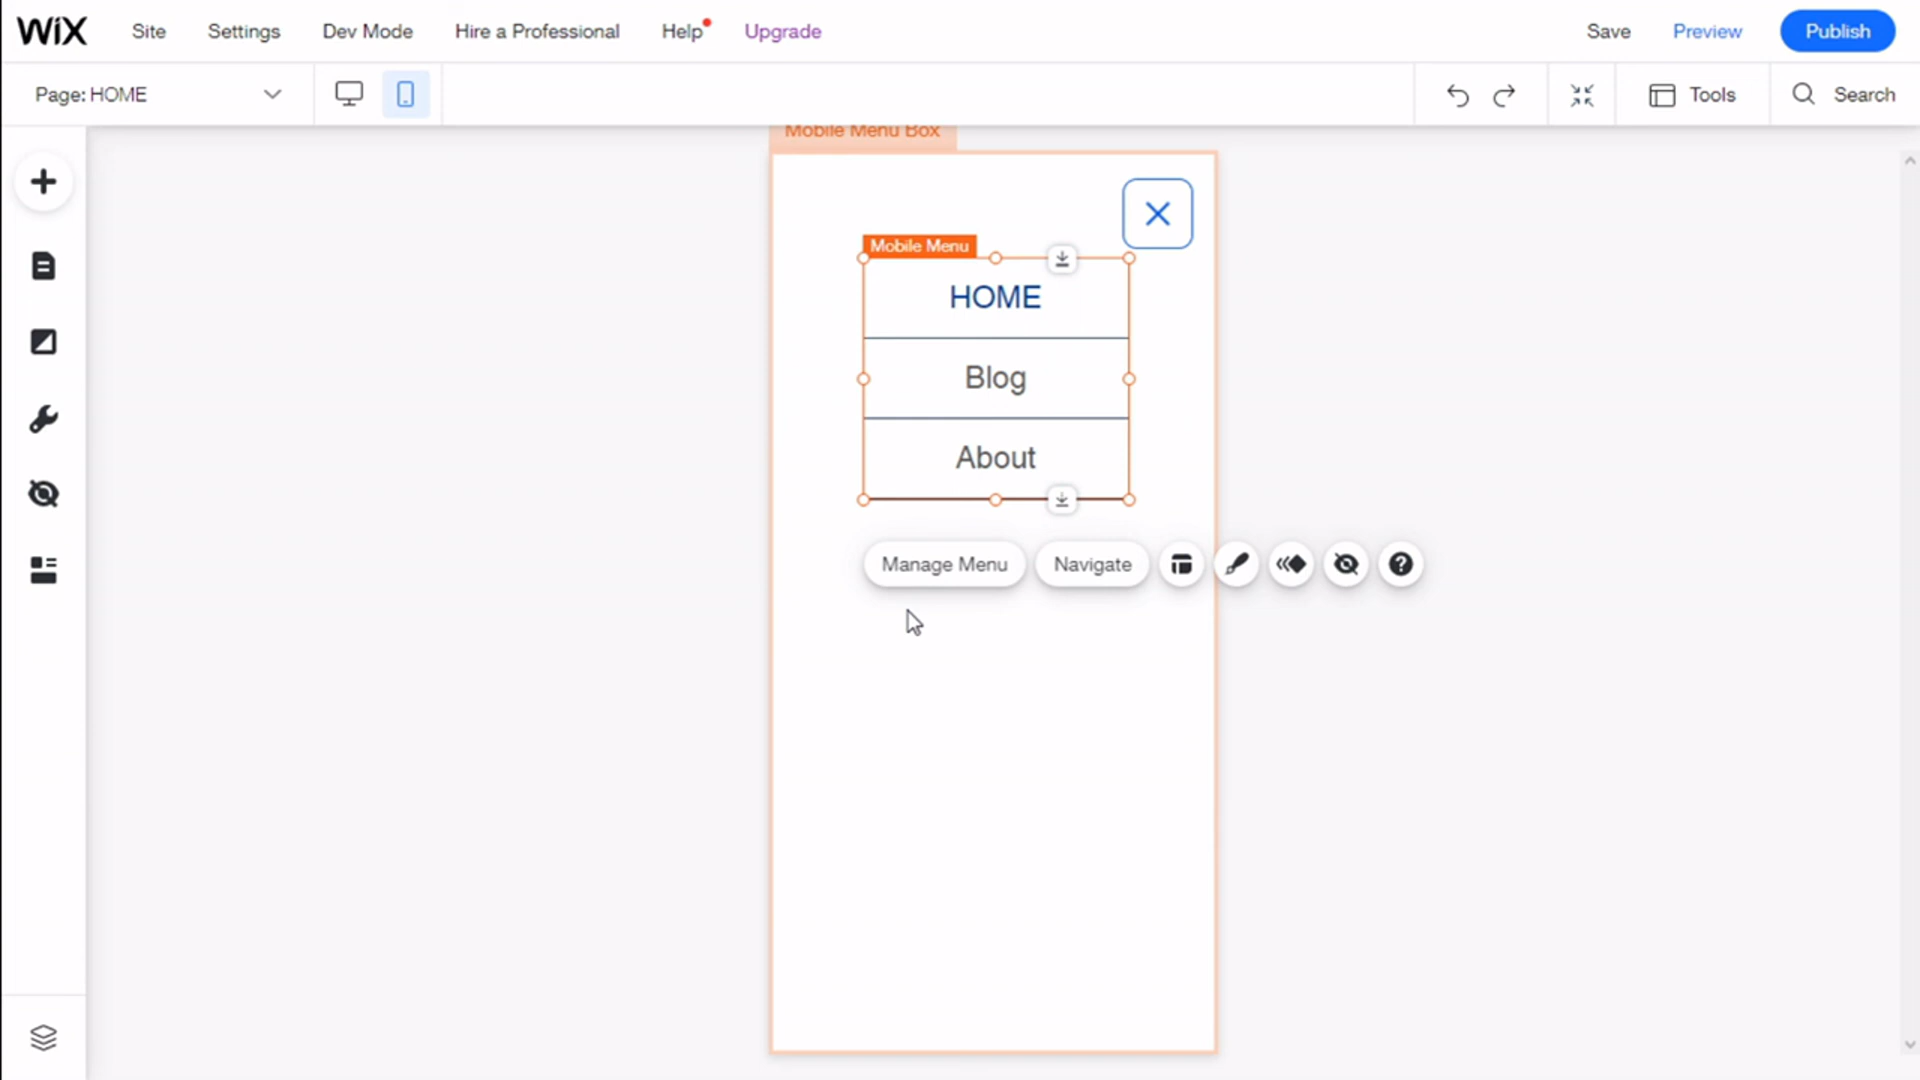 WiX Site Settings Dev Mode Hire a Professional Help Upgrade Save Preview Publish
Page: HOME Tools Search
Mobile Menu Box
Mobile Menu
HOME
Blog
About
Manage Menu Navigate ?